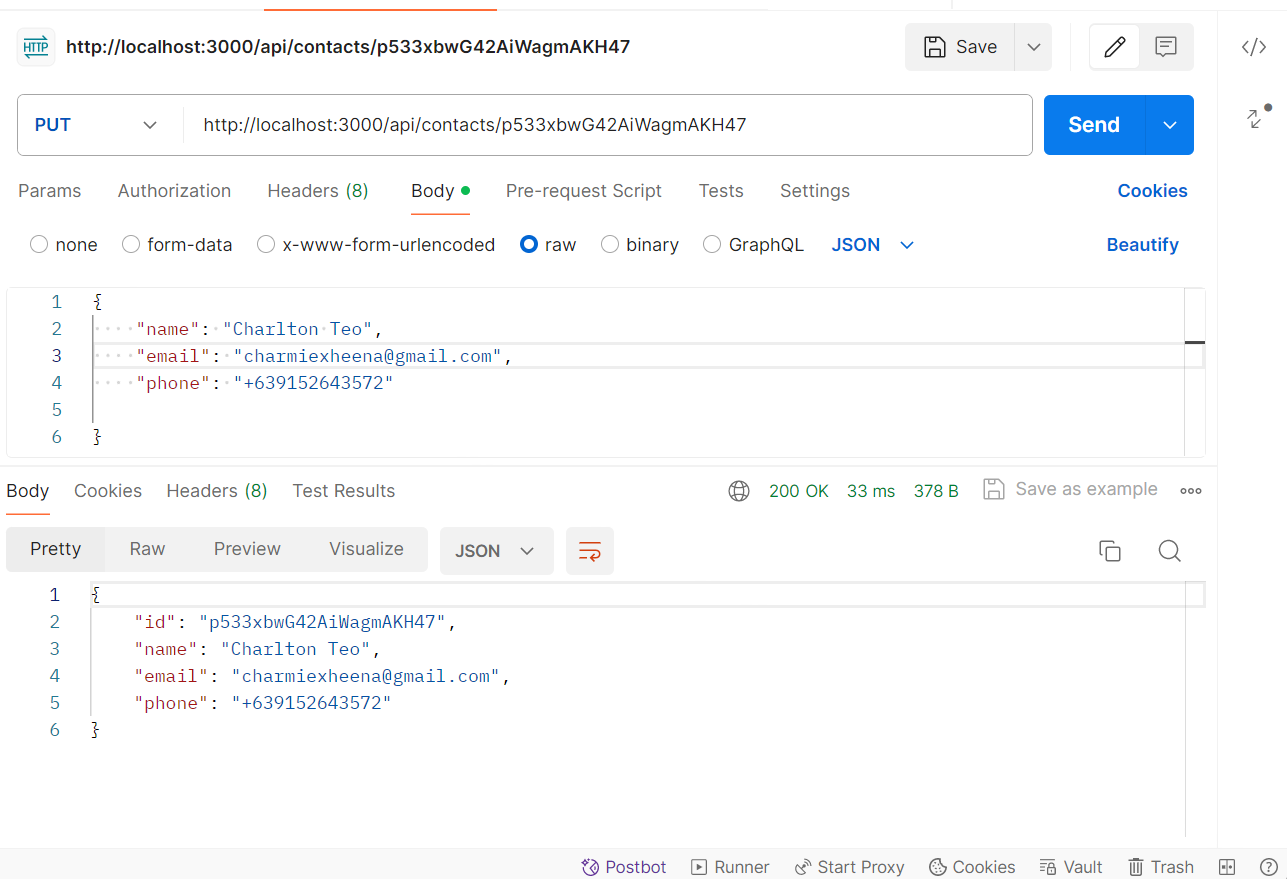 HTTP http://localhost:3000/api/contacts/p533xbwG42AiWagmAKH47 Save </>
PUT http://localhost:3000/api/contacts/p533xbwG42AiWagmAKH47 Send
Params Authorization Headers (8) Body Pre-request Script Tests Settings Cookies
none form-data x-www-form-urlencoded raw binary GraphQL JSON Beautify
1 {
2 "name": "Charlton Teo",
3 "email": "charmiexheena@gmail.com",
4 "phone": "+639152643572"
5
6 }
Body Cookies Headers (8) Test Results 200 OK 33 ms 378 B Save as example
Pretty Raw Preview Visualize JSON
1 {
2 "id": "p533xbwG42AiWagmAKH47",
3 "name": "Charlton Teo",
4 "email": "charmiexheena@gmail.com",
5 "phone": "+639152643572"
6 }
Postbot Runner Start Proxy Cookies Vault Trash ?